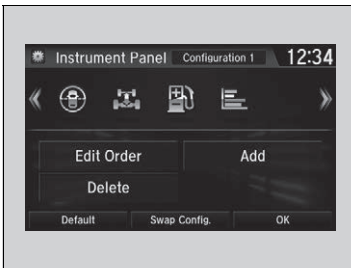 Instrument Panel Configuration 1 12:34
Edit Order Add
Delete
Default Swap Config. OK